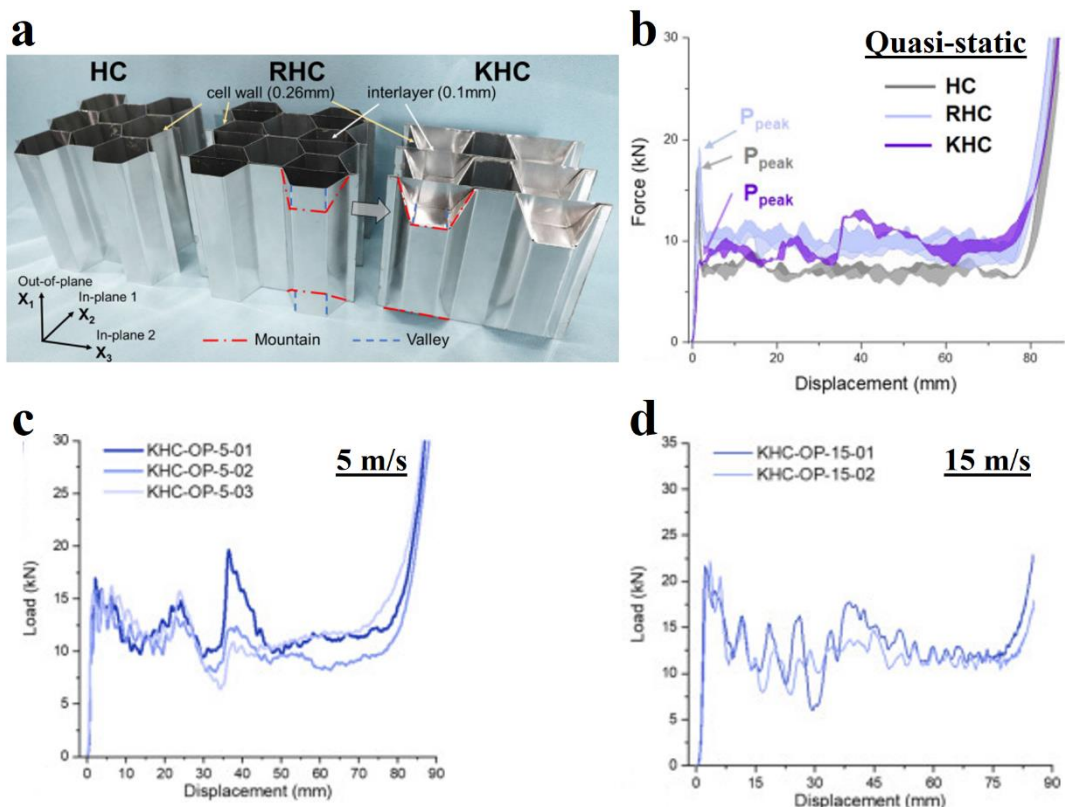 a
HC
RHC
KHC
cell wall (0.26mm)
interlayer (0.1mm)
Out-of-plane
X1
In-plane 1
X2
In-plane 2
X3
Mountain
Valley
b
Quasi-static
HC
RHC
KHC
Ppeak
Ppeak
Ppeak
Force (kN)
30
20
10
0
0
20
40
60
80
Displacement (mm)
c
5 m/s
KHC-OP-5-01
KHC-OP-5-02
KHC-OP-5-03
Load (kN)
30
25
20
15
10
5
0
0 10 20 30 40 50 60 70 80 90
Displacement (mm)
d
15 m/s
KHC-OP-15-01
KHC-OP-15-02
Load (kN)
35
30
25
20
15
10
5
0
0 15 30 45 60 75 90
Displacement (mm)